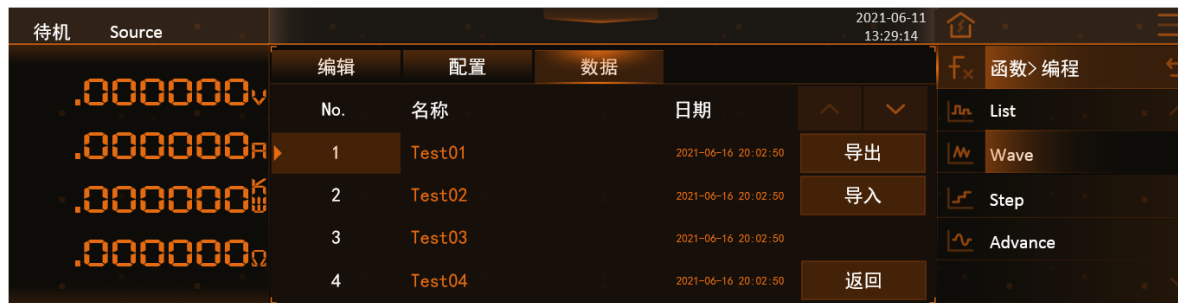 待机 Source
2021-06-11
13:29:14
.000000V
.000000A
.000000KW
.000000Ω
编辑 配置 数据
No. 名称 日期
1 Test01 2021-06-16 20:02:50 导出
2 Test02 2021-06-16 20:02:50 导入
3 Test03 2021-06-16 20:02:50
4 Test04 2021-06-16 20:02:50 返回
fx 函数>编程
List
Wave
Step
Advance